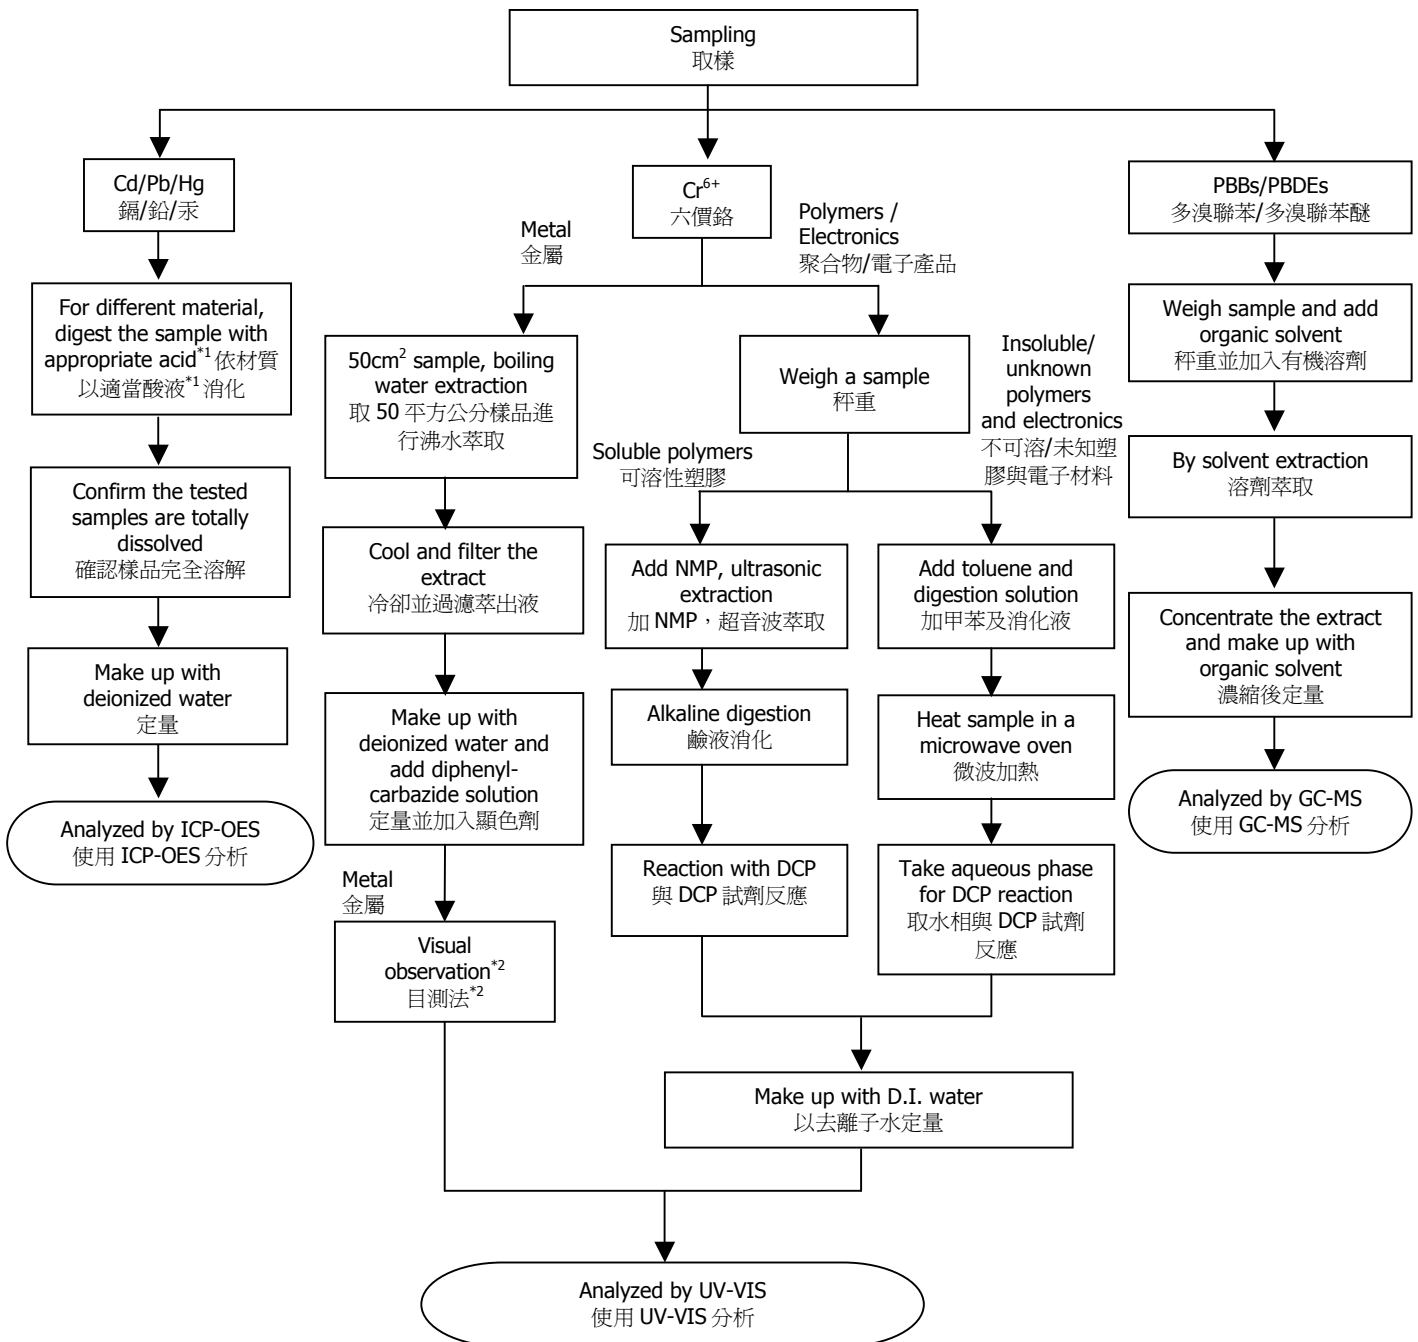 Sampling
取樣
Cd/Pb/Hg
鎘/鉛/汞
For different material,
digest the sample with
appropriate acid*1 依材質
以適當酸液*1 消化
Confirm the tested
samples are totally
dissolved
確認樣品完全溶解
Make up with
deionized water
定量
Analyzed by ICP-OES
使用 ICP-OES 分析
Cr6+
六價鉻
Metal
金屬
Polymers /
Electronics
聚合物/電子產品
50cm2 sample, boiling
water extraction
取 50 平方公分樣品進
行沸水萃取
Cool and filter the
extract
冷卻並過濾萃出液
Make up with
deionized water and
add diphenyl-
carbazide solution
定量並加入顯色劑
Metal
金屬
Visual
observation*2
目測法*2
Weigh a sample
秤重
Soluble polymers
可溶性塑膠
Insoluble/
unknown
polymers
and electronics
不可溶/未知塑
膠與電子材料
Add NMP, ultrasonic
extraction
加 NMP，超音波萃取
Alkaline digestion
鹼液消化
Reaction with DCP
與 DCP 試劑反應
Add toluene and
digestion solution
加甲苯及消化液
Heat sample in a
microwave oven
微波加熱
Take aqueous phase
for DCP reaction
取水相與 DCP 試劑
反應
Make up with D.I. water
以去離子水定量
Analyzed by UV-VIS
使用 UV-VIS 分析
PBBs/PBDEs
多溴聯苯/多溴聯苯醚
Weigh sample and add
organic solvent
秤重並加入有機溶劑
By solvent extraction
溶劑萃取
Concentrate the extract
and make up with
organic solvent
濃縮後定量
Analyzed by GC-MS
使用 GC-MS 分析